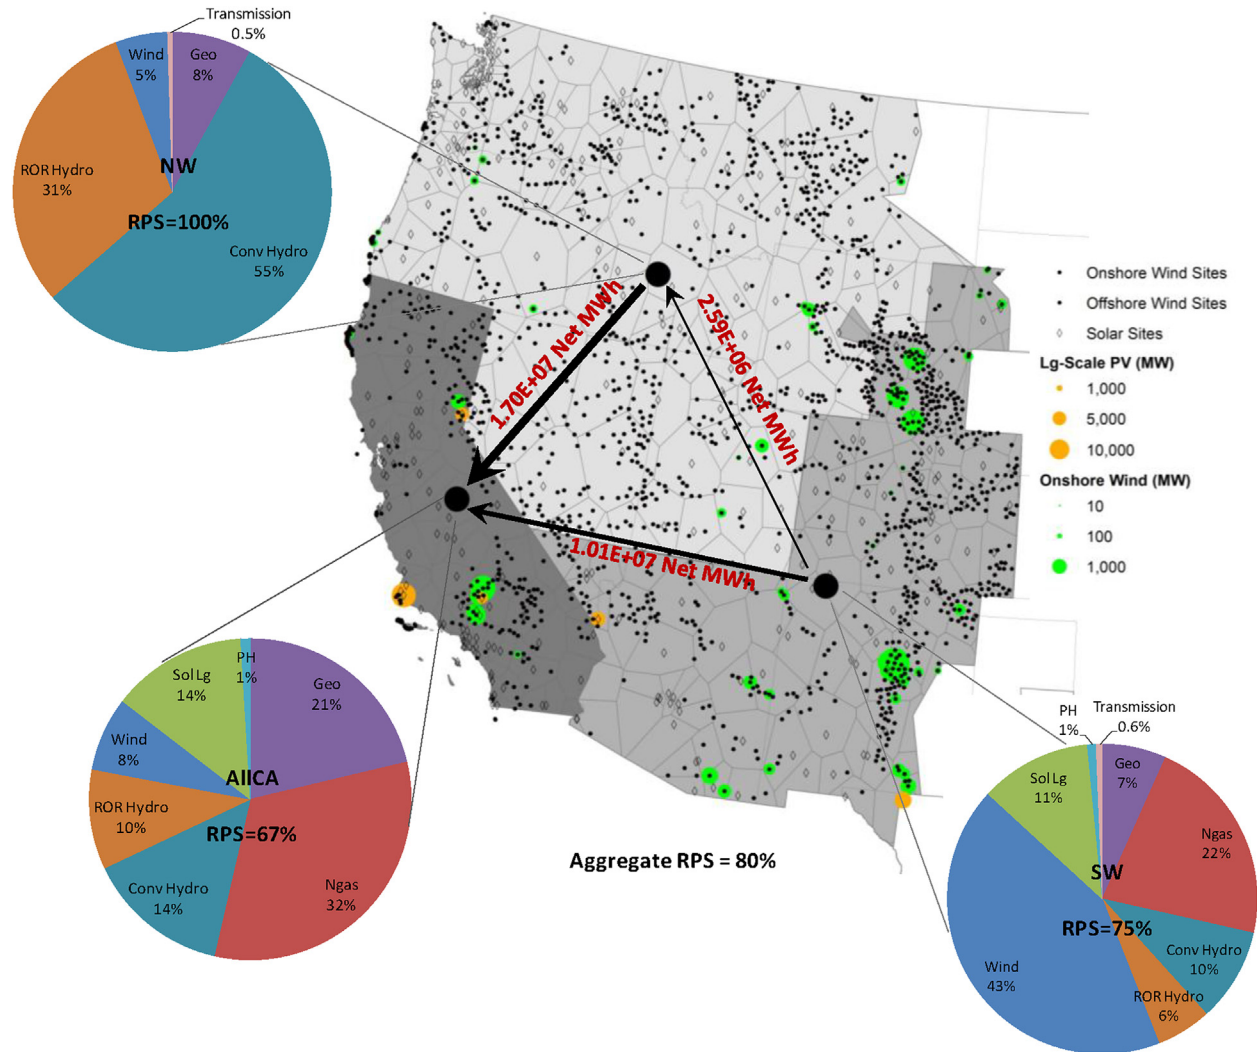 Transmission
0.5%
Wind
5%
Geo
8%
ROR Hydro
31%
NW
RPS=100%
Conv Hydro
55%
1.70E+07 Net MWh
2.59E+06 Net MWh
1.01E+07 Net MWh
Onshore Wind Sites
Offshore Wind Sites
Solar Sites
Lg-Scale PV (MW)
1,000
5,000
10,000
Onshore Wind (MW)
10
100
1,000
PH
1%
Sol Lg
14%
Geo
21%
Wind
8%
AllCA
ROR Hydro
10%
RPS=67%
Conv Hydro
14%
Ngas
32%
Aggregate RPS = 80%
PH
1%
Transmission
0.6%
Geo
7%
Sol Lg
11%
Ngas
22%
SW
RPS=75%
Conv Hydro
10%
Wind
43%
ROR Hydro
6%